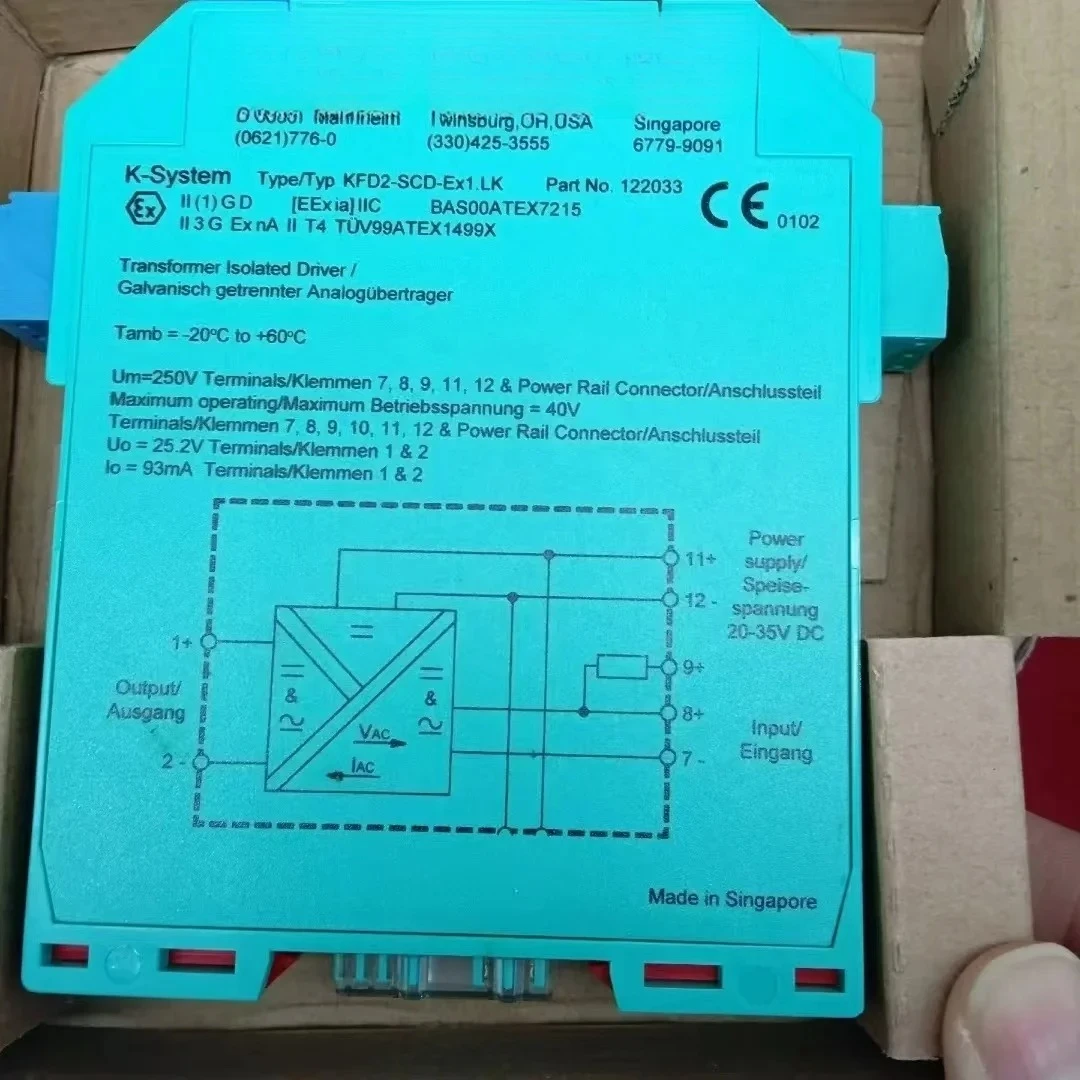 Singapore
(0621)776-0 (330)425-3555 6779-9091
K-System Type/Typ KFD2-SCD-Ex1.LK Part No. 122033
Ex II (1) G D [EEx ia] IIC BAS00ATEX7215
II 3 G Ex nA II T4 TÜV99ATEX1499X
CE 0102
Transformer Isolated Driver /
Galvanisch getrennter Analogübertrager
Tamb = -20ºC to +60ºC
Um=250V Terminals/Klemmen 7, 8, 9, 11, 12 & Power Rail Connector/Anschlussteil
Maximum operating/Maximum Betriebsspannung = 40V
Terminals/Klemmen 7, 8, 9, 10, 11, 12 & Power Rail Connector/Anschlussteil
Uo = 25.2V Terminals/Klemmen 1 & 2
Io = 93mA Terminals/Klemmen 1 & 2
11+
12 -
Power
supply/
Speise-
spannung
20-35V DC
1+
Output/
Ausgang
2 -
&
&
VAC
IAC
9+
8+
7 -
Input/
Eingang
Made in Singapore